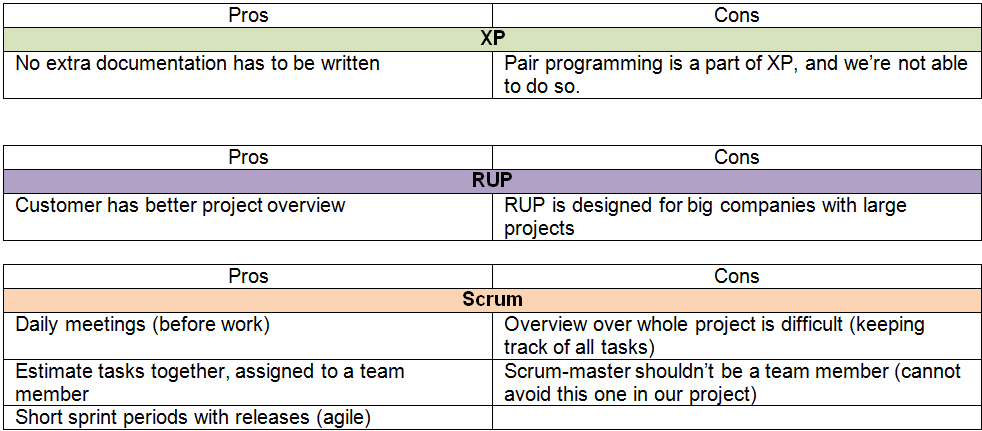 Pros Cons
XP
No extra documentation has to be written
Pair programming is a part of XP, and we’re not able
to do so.
Pros Cons
RUP
Customer has better project overview
RUP is designed for big companies with large
projects
Pros Cons
Scrum
Daily meetings (before work)
Overview over whole project is difficult (keeping
track of all tasks)
Estimate tasks together, assigned to a team
member
Scrum-master shouldn’t be a team member (cannot
avoid this one in our project)
Short sprint periods with releases (agile)